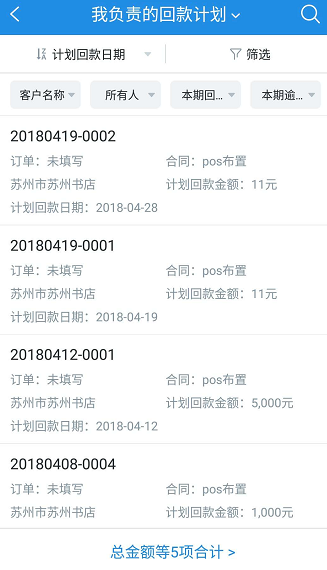 我负责的回款计划
计划回款日期 筛选
客户名称 所有人 本期回... 本期逾...
20180419-0002
订单：未填写 合同：pos布置
苏州市苏州书店 计划回款金额：11元
计划回款日期：2018-04-28
20180419-0001
订单：未填写 合同：pos布置
苏州市苏州书店 计划回款金额：11元
计划回款日期：2018-04-19
20180412-0001
订单：未填写 合同：pos布置
苏州市苏州书店 计划回款金额：5,000元
计划回款日期：2018-04-12
20180408-0004
订单：未填写 合同：pos布置
苏州市苏州书店 计划回款金额：1,000元
总金额等5项合计 >